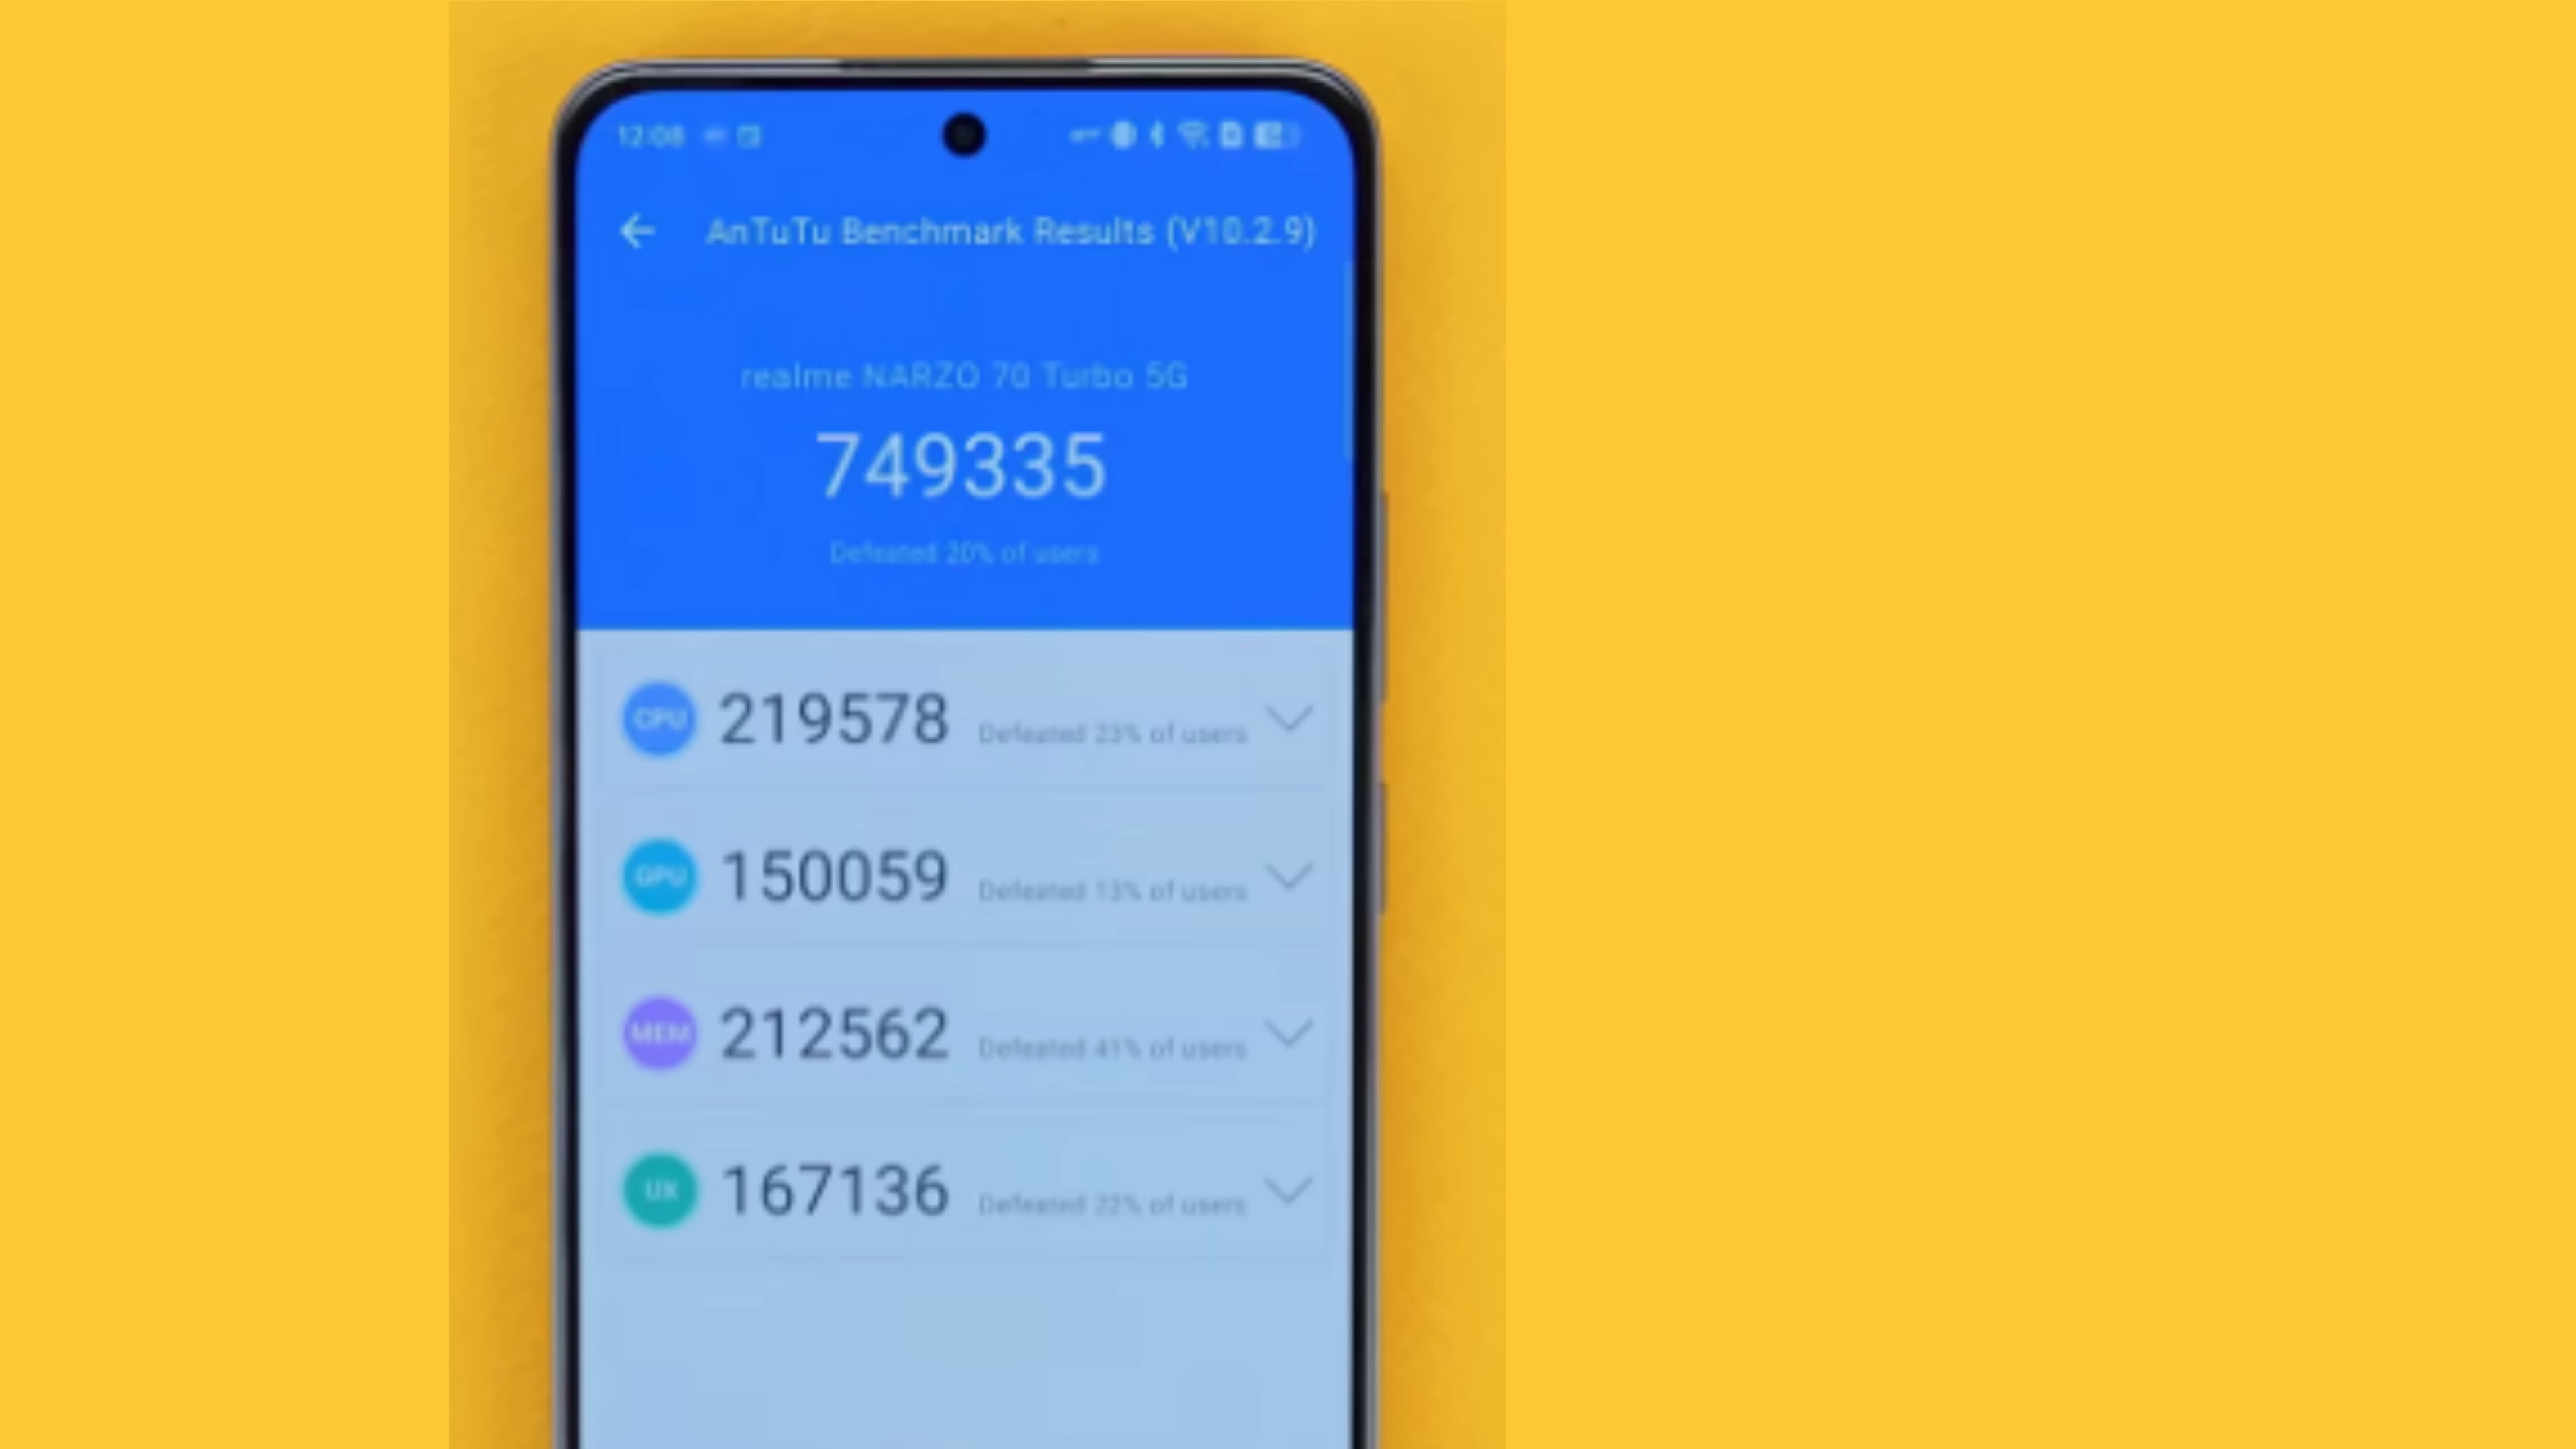 12:08
AnTuTu Benchmark Results (V10.2.9)
realme NARZO 70 Turbo 5G
749335
Defeated 20% of users
CPU 219578 Defeated 23% of users
GPU 150059 Defeated 13% of users
MEM 212562 Defeated 41% of users
UX 167136 Defeated 22% of users